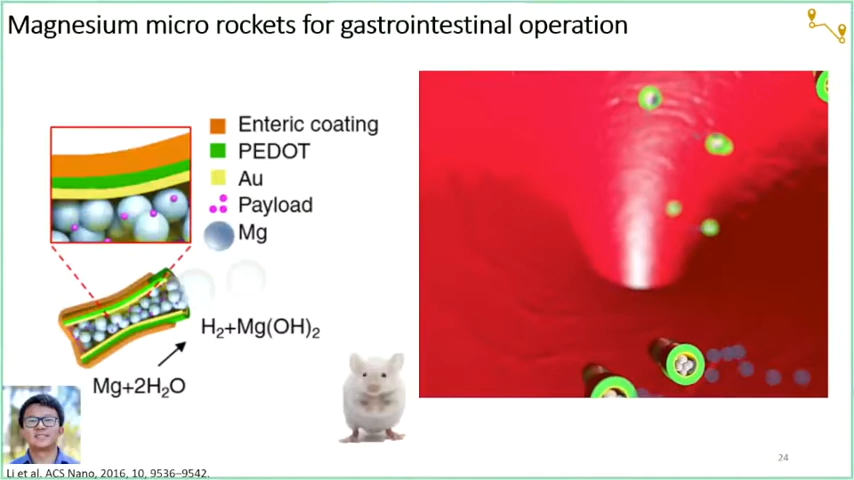 Magnesium micro rockets for gastrointestinal operation
Enteric coating
PEDOT
Au
Payload
Mg
H₂+Mg(OH)₂
Mg+2H₂O
24
Li et al. ACS Nano, 2016, 10, 9536–9542.